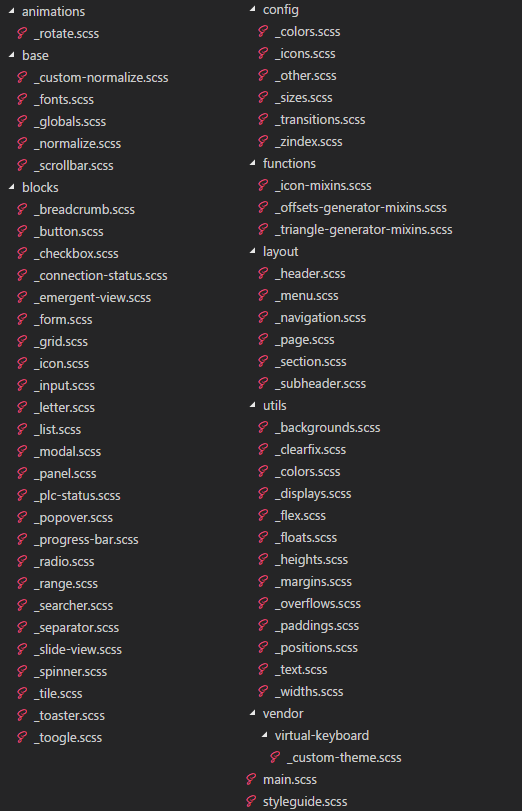 animations
_rotate.scss
base
_custom-normalize.scss
_fonts.scss
_globals.scss
_normalize.scss
_scrollbar.scss
blocks
_breadcrumb.scss
_button.scss
_checkbox.scss
_connection-status.scss
_emergent-view.scss
_form.scss
_grid.scss
_icon.scss
_input.scss
_letter.scss
_list.scss
_modal.scss
_panel.scss
_plc-status.scss
_popover.scss
_progress-bar.scss
_radio.scss
_range.scss
_searcher.scss
_separator.scss
_slide-view.scss
_spinner.scss
_tile.scss
_toaster.scss
_toogle.scss
config
_colors.scss
_icons.scss
_other.scss
_sizes.scss
_transitions.scss
_zindex.scss
functions
_icon-mixins.scss
_offsets-generator-mixins.scss
_triangle-generator-mixins.scss
layout
_header.scss
_menu.scss
_navigation.scss
_page.scss
_section.scss
_subheader.scss
utils
_backgrounds.scss
_clearfix.scss
_colors.scss
_displays.scss
_flex.scss
_floats.scss
_heights.scss
_margins.scss
_overflows.scss
_paddings.scss
_positions.scss
_text.scss
_widths.scss
vendor
virtual-keyboard
_custom-theme.scss
main.scss
styleguide.scss